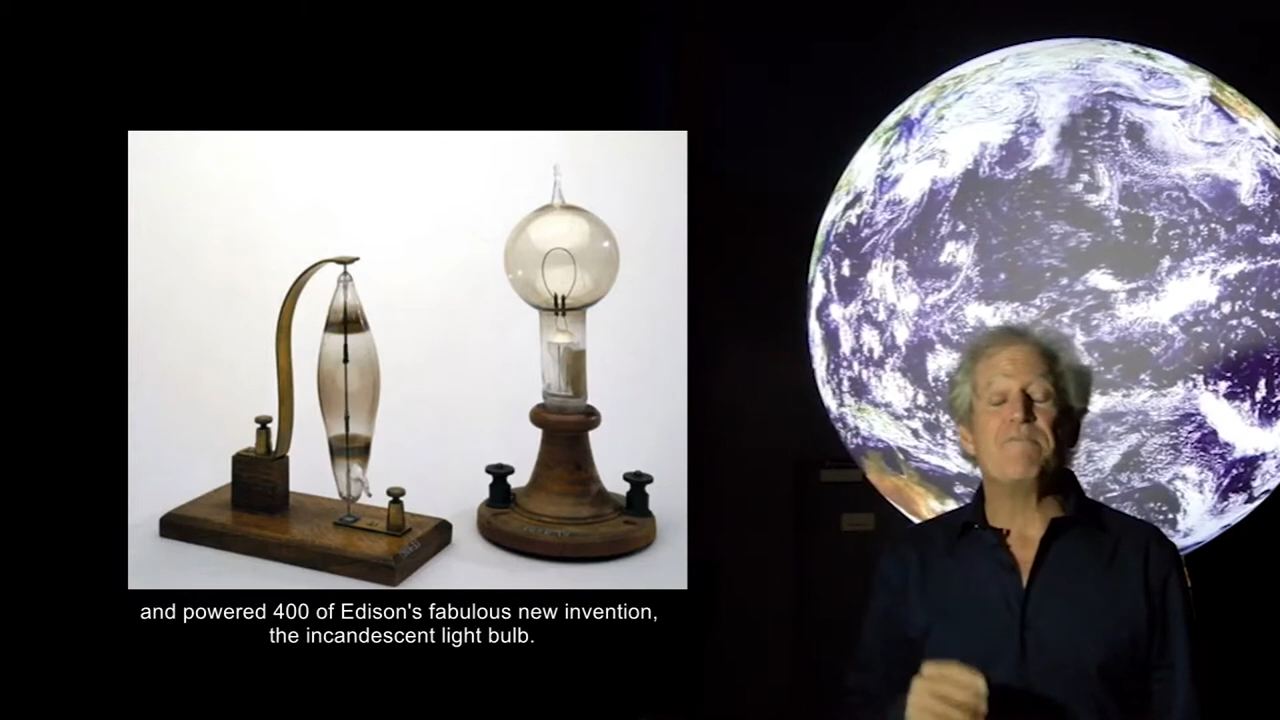 and powered 400 of Edison's fabulous new invention,
the incandescent light bulb.